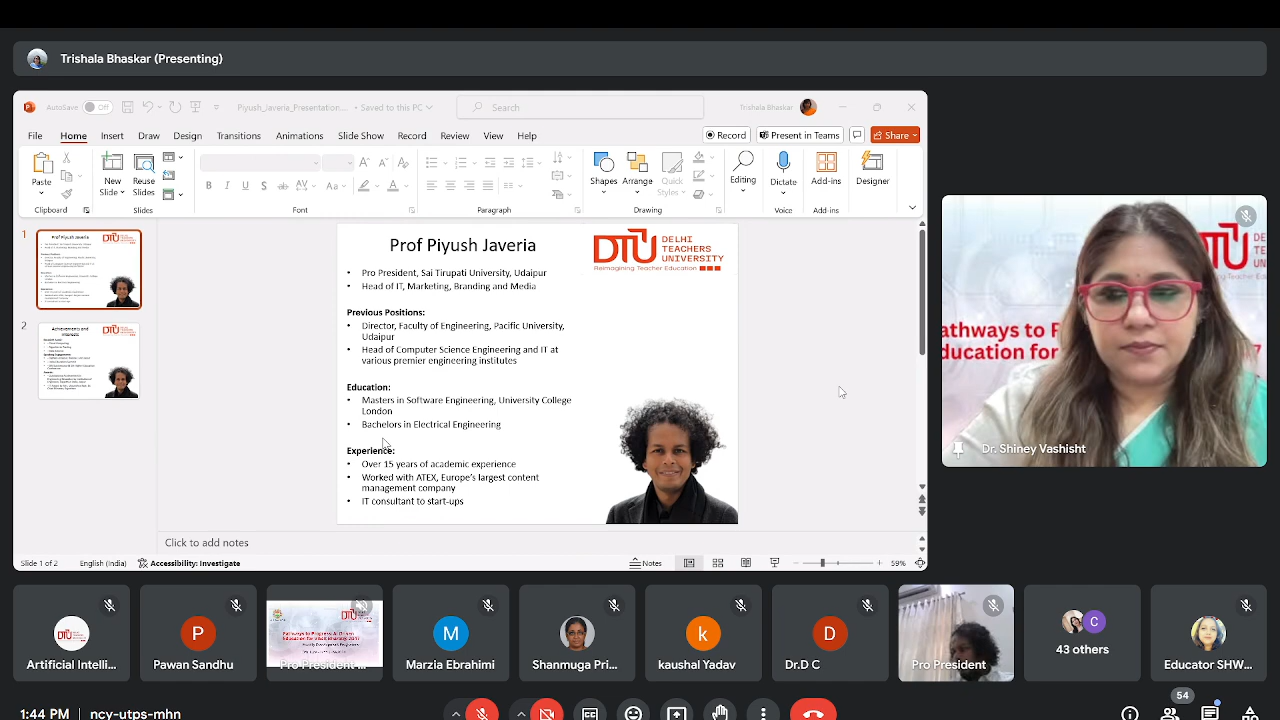 Trishala Bhaskar (Presenting)
AutoSave Off
Piyush_Javeria_Presentation... • Saved to this PC
Search
Trishala Bhaskar
File Home Insert Draw Design Transitions Animations Slide Show Record Review View Help
Record Present in Teams Share
Paste New Slide Reuse Slides Shapes Arrange Quick Styles Editing Dictate Add-ins Designer
Clipboard Slides Font Paragraph Drawing Voice Add-ins
1
2
Prof Piyush Javeria
DTU DELHI TEACHERS UNIVERSITY
Reimagining Teacher Education
Pro President, Sai Tirupati University, Udaipur
Head of IT, Marketing, Branding and Media
Previous Positions:
• Director, Faculty of Engineering, Pacific University,
Udaipur
• Head of Computer Science Engineering and IT at
various premier engineering institutes
Education:
• Masters in Software Engineering, University College
London
• Bachelors in Electrical Engineering
Experience:
• Over 15 years of academic experience
• Worked with ATEX, Europe's largest content
management company
• IT consultant to start-ups
Click to add notes
Slide 1 of 2 English (India) Accessibility: Investigate Notes 59%
athways to P
ducation for
Dr. Shiney Vashisht
Artificial Intelli...
P
Pawan Sandhu
Pro President ...
M
Marzia Ebrahimi
Shanmuga Pri...
k
kaushal Yadav
D
Dr.D C
Pro President
C
43 others
Educator SHW...
54
1:44 PM | ncy-utps-mhn